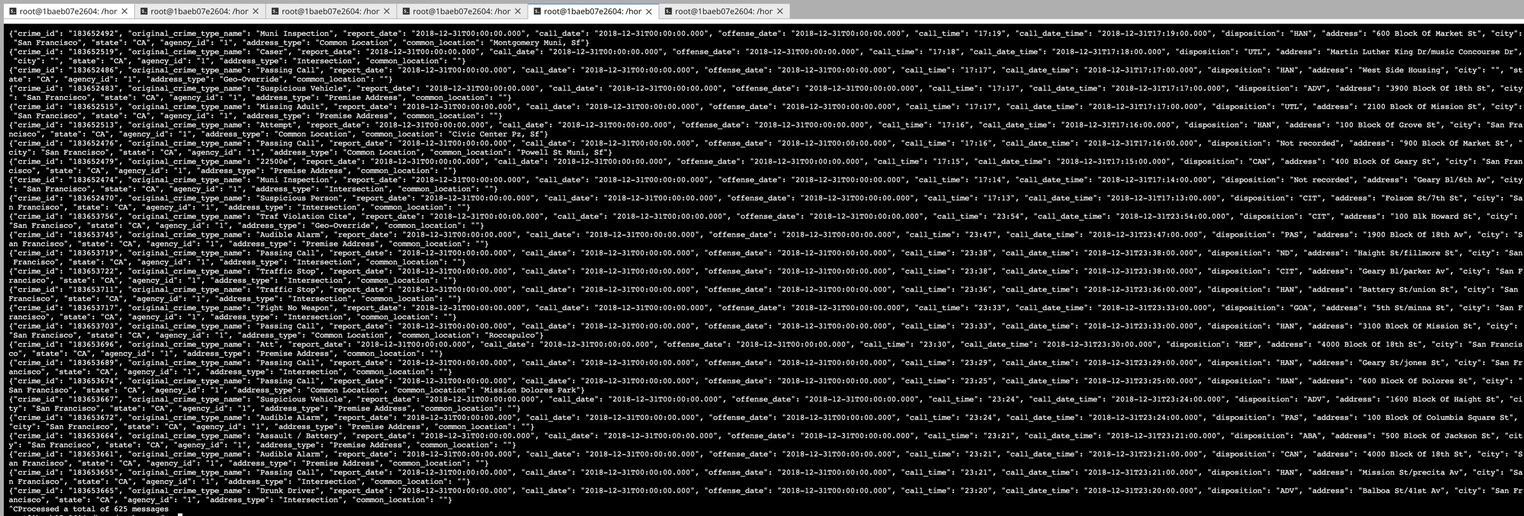 root@1baeb07e2604: /hor × root@1baeb07e2604: /hor × root@1baeb07e2604: /hor × root@1baeb07e2604: /hor × root@1baeb07e2604: /hor × root@1baeb07e2604: /hor ×
{"crime_id": "183652492", "original_crime_type_name": "Muni Inspection", "report_date": "2018-12-31T00:00:00.000", "call_date": "2018-12-31T00:00:00.000", "offense_date": "2018-12-31T00:00:00.000", "call_time": "17:19", "call_date_time": "2018-12-31T17:19:00.000", "disposition": "HAN", "address": "600 Block Of Market St", "city":
"San Francisco", "state": "CA", "agency_id": "1", "address_type": "Common Location", "common_location": "Montgomery Muni, Sf"}
{"crime_id": "183652519", "original_crime_type_name": "Caser", "report_date": "2018-12-31T00:00:00.000", "call_date": "2018-12-31T00:00:00.000", "offense_date": "2018-12-31T00:00:00.000", "call_time": "17:18", "call_date_time": "2018-12-31T17:18:00.000", "disposition": "UTL", "address": "Martin Luther King Dr/music Concourse Dr",
"city": "", "state": "CA", "agency_id": "1", "address_type": "Intersection", "common_location": ""}
{"crime_id": "183652486", "original_crime_type_name": "Passing Call", "report_date": "2018-12-31T00:00:00.000", "call_date": "2018-12-31T00:00:00.000", "offense_date": "2018-12-31T00:00:00.000", "call_time": "17:17", "call_date_time": "2018-12-31T17:17:00.000", "disposition": "HAN", "address": "West Side Housing", "city": "", "st
ate": "CA", "agency_id": "1", "address_type": "Geo-Override", "common_location": ""}
{"crime_id": "183652483", "original_crime_type_name": "Suspicious Vehicle", "report_date": "2018-12-31T00:00:00.000", "call_date": "2018-12-31T00:00:00.000", "offense_date": "2018-12-31T00:00:00.000", "call_time": "17:17", "call_date_time": "2018-12-31T17:17:00.000", "disposition": "ADV", "address": "3900 Block Of 18th St", "city
": "San Francisco", "state": "CA", "agency_id": "1", "address_type": "Premise Address", "common_location": ""}
{"crime_id": "183652515", "original_crime_type_name": "Missing Adult", "report_date": "2018-12-31T00:00:00.000", "call_date": "2018-12-31T00:00:00.000", "offense_date": "2018-12-31T00:00:00.000", "call_time": "17:17", "call_date_time": "2018-12-31T17:17:00.000", "disposition": "UTL", "address": "2100 Block Of Mission St", "city":
"San Francisco", "state": "CA", "agency_id": "1", "address_type": "Premise Address", "common_location": ""}
{"crime_id": "183652513", "original_crime_type_name": "Attempt", "report_date": "2018-12-31T00:00:00.000", "call_date": "2018-12-31T00:00:00.000", "offense_date": "2018-12-31T00:00:00.000", "call_time": "17:16", "call_date_time": "2018-12-31T17:16:00.000", "disposition": "HAN", "address": "100 Block Of Grove St", "city": "San Fra
ncisco", "state": "CA", "agency_id": "1", "address_type": "Common Location", "common_location": "Civic Center Pz, Sf"}
{"crime_id": "183652476", "original_crime_type_name": "Passing Call", "report_date": "2018-12-31T00:00:00.000", "call_date": "2018-12-31T00:00:00.000", "offense_date": "2018-12-31T00:00:00.000", "call_time": "17:16", "call_date_time": "2018-12-31T17:16:00.000", "disposition": "Not recorded", "address": "900 Block Of Market St", "
city": "San Francisco", "state": "CA", "agency_id": "1", "address_type": "Common Location", "common_location": "Powell St Muni, Sf"}
{"crime_id": "183652479", "original_crime_type_name": "22500e", "report_date": "2018-12-31T00:00:00.000", "call_date": "2018-12-31T00:00:00.000", "offense_date": "2018-12-31T00:00:00.000", "call_time": "17:15", "call_date_time": "2018-12-31T17:15:00.000", "disposition": "CAN", "address": "400 Block Of Geary St", "city": "San Fran
cisco", "state": "CA", "agency_id": "1", "address_type": "Premise Address", "common_location": ""}
{"crime_id": "183652474", "original_crime_type_name": "Muni Inspection", "report_date": "2018-12-31T00:00:00.000", "call_date": "2018-12-31T00:00:00.000", "offense_date": "2018-12-31T00:00:00.000", "call_time": "17:14", "call_date_time": "2018-12-31T17:14:00.000", "disposition": "Not recorded", "address": "Geary Bl/6th Av", "city
": "San Francisco", "state": "CA", "agency_id": "1", "address_type": "Intersection", "common_location": ""}
{"crime_id": "183652470", "original_crime_type_name": "Suspicious Person", "report_date": "2018-12-31T00:00:00.000", "call_date": "2018-12-31T00:00:00.000", "offense_date": "2018-12-31T00:00:00.000", "call_time": "17:13", "call_date_time": "2018-12-31T17:13:00.000", "disposition": "CIT", "address": "Folsom St/7th St", "city": "Sa
n Francisco", "state": "CA", "agency_id": "1", "address_type": "Intersection", "common_location": ""}
{"crime_id": "183653756", "original_crime_type_name": "Traf Violation Cite", "report_date": "2018-12-31T00:00:00.000", "call_date": "2018-12-31T00:00:00.000", "offense_date": "2018-12-31T00:00:00.000", "call_time": "23:54", "call_date_time": "2018-12-31T23:54:00.000", "disposition": "CIT", "address": "100 Blk Howard St", "city":
"San Francisco", "state": "CA", "agency_id": "1", "address_type": "Geo-Override", "common_location": ""}
{"crime_id": "183653745", "original_crime_type_name": "Audible Alarm", "report_date": "2018-12-31T00:00:00.000", "call_date": "2018-12-31T00:00:00.000", "offense_date": "2018-12-31T00:00:00.000", "call_time": "23:47", "call_date_time": "2018-12-31T23:47:00.000", "disposition": "PAS", "address": "1900 Block Of 18th Av", "city": "S
an Francisco", "state": "CA", "agency_id": "1", "address_type": "Premise Address", "common_location": ""}
{"crime_id": "183653719", "original_crime_type_name": "Passing Call", "report_date": "2018-12-31T00:00:00.000", "call_date": "2018-12-31T00:00:00.000", "offense_date": "2018-12-31T00:00:00.000", "call_time": "23:38", "call_date_time": "2018-12-31T23:38:00.000", "disposition": "ND", "address": "Haight St/fillmore St", "city": "San
Francisco", "state": "CA", "agency_id": "1", "address_type": "Intersection", "common_location": ""}
{"crime_id": "183653722", "original_crime_type_name": "Traffic Stop", "report_date": "2018-12-31T00:00:00.000", "call_date": "2018-12-31T00:00:00.000", "offense_date": "2018-12-31T00:00:00.000", "call_time": "23:38", "call_date_time": "2018-12-31T23:38:00.000", "disposition": "CIT", "address": "Geary Bl/parker Av", "city": "San F
rancisco", "state": "CA", "agency_id": "1", "address_type": "Intersection", "common_location": ""}
{"crime_id": "183653711", "original_crime_type_name": "Traffic Stop", "report_date": "2018-12-31T00:00:00.000", "call_date": "2018-12-31T00:00:00.000", "offense_date": "2018-12-31T00:00:00.000", "call_time": "23:36", "call_date_time": "2018-12-31T23:36:00.000", "disposition": "HAN", "address": "Battery St/union St", "city": "San
Francisco", "state": "CA", "agency_id": "1", "address_type": "Intersection", "common_location": ""}
{"crime_id": "183653717", "original_crime_type_name": "Fight No Weapon", "report_date": "2018-12-31T00:00:00.000", "call_date": "2018-12-31T00:00:00.000", "offense_date": "2018-12-31T00:00:00.000", "call_time": "23:33", "call_date_time": "2018-12-31T23:33:00.000", "disposition": "GOA", "address": "5th St/minna St", "city": "San F
rancisco", "state": "CA", "agency_id": "1", "address_type": "Intersection", "common_location": ""}
{"crime_id": "183653703", "original_crime_type_name": "Passing Call", "report_date": "2018-12-31T00:00:00.000", "call_date": "2018-12-31T00:00:00.000", "offense_date": "2018-12-31T00:00:00.000", "call_time": "23:33", "call_date_time": "2018-12-31T23:33:00.000", "disposition": "HAN", "address": "3100 Block Of Mission St", "city":
"San Francisco", "state": "CA", "agency_id": "1", "address_type": "Common Location", "common_location": "Roccapulco"}
{"crime_id": "183653696", "original_crime_type_name": "Att", "report_date": "2018-12-31T00:00:00.000", "call_date": "2018-12-31T00:00:00.000", "offense_date": "2018-12-31T00:00:00.000", "call_time": "23:30", "call_date_time": "2018-12-31T23:30:00.000", "disposition": "REP", "address": "4000 Block Of 18th St", "city": "San Francis
co", "state": "CA", "agency_id": "1", "address_type": "Premise Address", "common_location": ""}
{"crime_id": "183653689", "original_crime_type_name": "Passing Call", "report_date": "2018-12-31T00:00:00.000", "call_date": "2018-12-31T00:00:00.000", "offense_date": "2018-12-31T00:00:00.000", "call_time": "23:29", "call_date_time": "2018-12-31T23:29:00.000", "disposition": "HAN", "address": "Geary St/jones St", "city": "San Fr
ancisco", "state": "CA", "agency_id": "1", "address_type": "Intersection", "common_location": ""}
{"crime_id": "183653674", "original_crime_type_name": "Passing Call", "report_date": "2018-12-31T00:00:00.000", "call_date": "2018-12-31T00:00:00.000", "offense_date": "2018-12-31T00:00:00.000", "call_time": "23:25", "call_date_time": "2018-12-31T23:25:00.000", "disposition": "HAN", "address": "600 Block Of Dolores St", "city": "
San Francisco", "state": "CA", "agency_id": "1", "address_type": "Common Location", "common_location": "Mission Dolores Park"}
{"crime_id": "183653667", "original_crime_type_name": "Suspicious Vehicle", "report_date": "2018-12-31T00:00:00.000", "call_date": "2018-12-31T00:00:00.000", "offense_date": "2018-12-31T00:00:00.000", "call_time": "23:24", "call_date_time": "2018-12-31T23:24:00.000", "disposition": "ADV", "address": "1600 Block Of Haight St", "ci
ty": "San Francisco", "state": "CA", "agency_id": "1", "address_type": "Premise Address", "common_location": ""}
{"crime_id": "183653672", "original_crime_type_name": "Audible Alarm", "report_date": "2018-12-31T00:00:00.000", "call_date": "2018-12-31T00:00:00.000", "offense_date": "2018-12-31T00:00:00.000", "call_time": "23:24", "call_date_time": "2018-12-31T23:24:00.000", "disposition": "PAS", "address": "100 Block Of Columbia Square St",
"city": "San Francisco", "state": "CA", "agency_id": "1", "address_type": "Premise Address", "common_location": ""}
{"crime_id": "183653664", "original_crime_type_name": "Assault / Battery", "report_date": "2018-12-31T00:00:00.000", "call_date": "2018-12-31T00:00:00.000", "offense_date": "2018-12-31T00:00:00.000", "call_time": "23:21", "call_date_time": "2018-12-31T23:21:00.000", "disposition": "ABA", "address": "500 Block Of Jackson St", "cit
y": "San Francisco", "state": "CA", "agency_id": "1", "address_type": "Premise Address", "common_location": ""}
{"crime_id": "183653661", "original_crime_type_name": "Audible Alarm", "report_date": "2018-12-31T00:00:00.000", "call_date": "2018-12-31T00:00:00.000", "offense_date": "2018-12-31T00:00:00.000", "call_time": "23:21", "call_date_time": "2018-12-31T23:21:00.000", "disposition": "CAN", "address": "4000 Block Of 18th St", "city": "S
an Francisco", "state": "CA", "agency_id": "1", "address_type": "Premise Address", "common_location": ""}
{"crime_id": "183653655", "original_crime_type_name": "Passing Call", "report_date": "2018-12-31T00:00:00.000", "call_date": "2018-12-31T00:00:00.000", "offense_date": "2018-12-31T00:00:00.000", "call_time": "23:21", "call_date_time": "2018-12-31T23:21:00.000", "disposition": "HAN", "address": "Mission St/precita Av", "city": "Sa
n Francisco", "state": "CA", "agency_id": "1", "address_type": "Intersection", "common_location": ""}
{"crime_id": "183653665", "original_crime_type_name": "Drunk Driver", "report_date": "2018-12-31T00:00:00.000", "call_date": "2018-12-31T00:00:00.000", "offense_date": "2018-12-31T00:00:00.000", "call_time": "23:20", "call_date_time": "2018-12-31T23:20:00.000", "disposition": "ADV", "address": "Balboa St/41st Av", "city": "San Fr
ancisco", "state": "CA", "agency_id": "1", "address_type": "Intersection", "common_location": ""}
^CProcessed a total of 625 messages